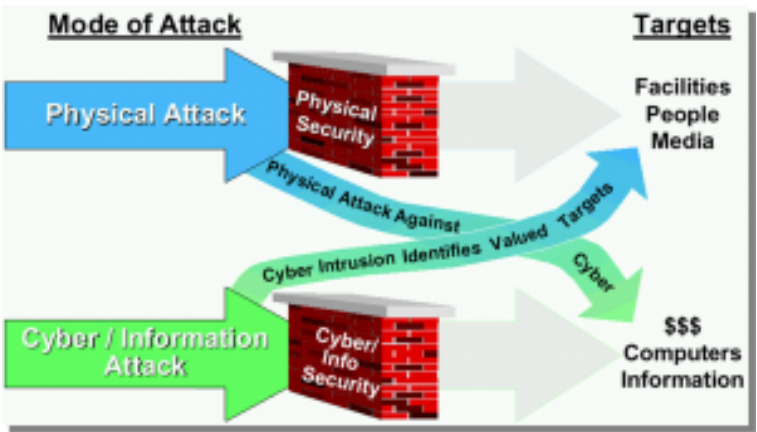 Mode of Attack
Targets
Physical Attack
Physical
Security
Facilities
People
Media
Physical Attack Against
Cyber
Cyber Intrusion Identifies Valued Targets
Cyber / Information
Attack
Cyber/
Info
Security
$$$
Computers
Information